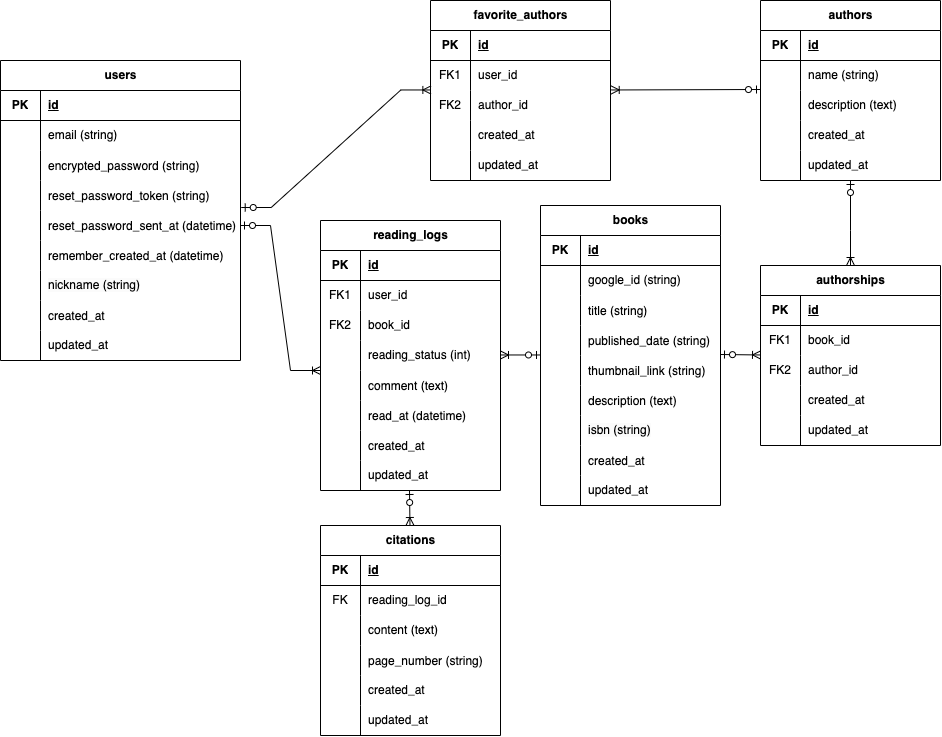 users
PK id
email (string)
encrypted_password (string)
reset_password_token (string)
reset_password_sent_at (datetime)
remember_created_at (datetime)
nickname (string)
created_at
updated_at
favorite_authors
PK id
FK1 user_id
FK2 author_id
created_at
updated_at
authors
PK id
name (string)
description (text)
created_at
updated_at
reading_logs
PK id
FK1 user_id
FK2 book_id
reading_status (int)
comment (text)
read_at (datetime)
created_at
updated_at
books
PK id
google_id (string)
title (string)
published_date (string)
thumbnail_link (string)
description (text)
isbn (string)
created_at
updated_at
authorships
PK id
FK1 book_id
FK2 author_id
created_at
updated_at
citations
PK id
FK reading_log_id
content (text)
page_number (string)
created_at
updated_at